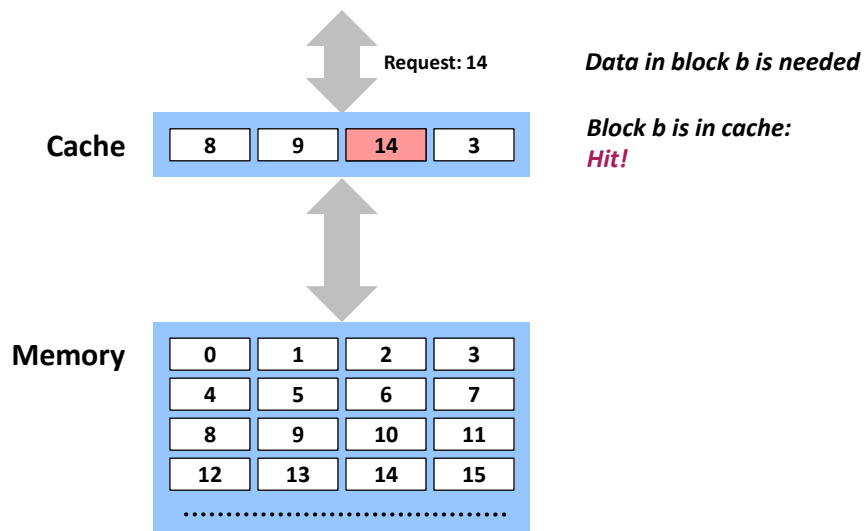 Request: 14
Data in block b is needed
Cache
8 9 14 3
Block b is in cache:
Hit!
Memory
0 1 2 3
4 5 6 7
8 9 10 11
12 13 14 15